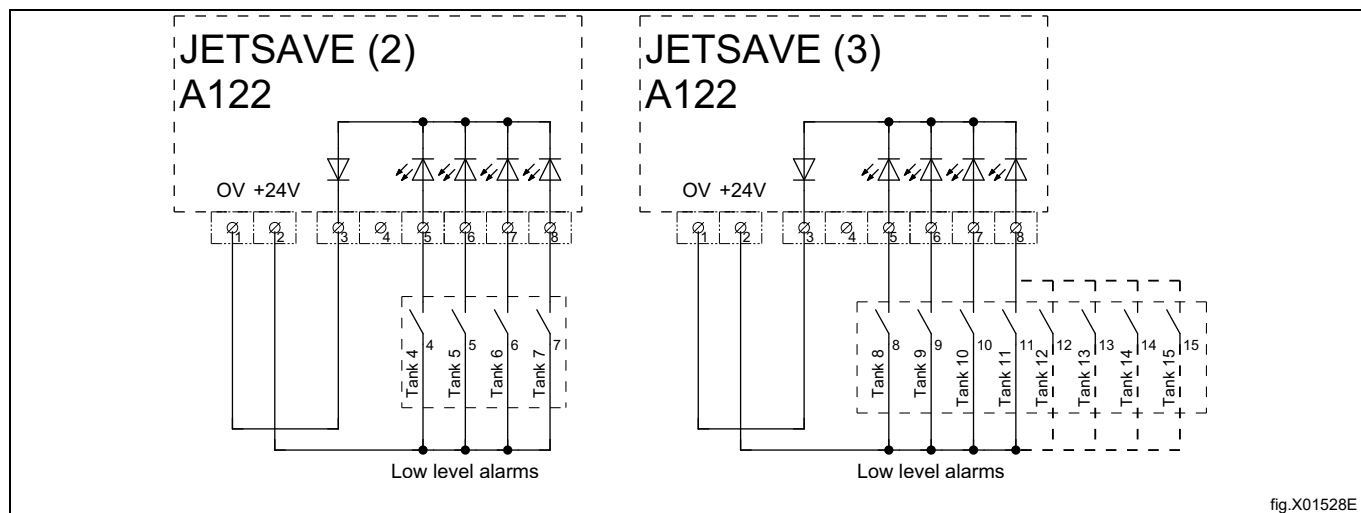 JETSAVE (2)
A122
OV +24V
1 2 3 4 5 6 7 8
Tank 4 4 Tank 5 5 Tank 6 6 Tank 7 7
Low level alarms
JETSAVE (3)
A122
OV +24V
1 2 3 4 5 6 7 8
Tank 8 8 Tank 9 9 Tank 10 10 Tank 11 11 Tank 12 12 Tank 13 13 Tank 14 14 Tank 15 15
Low level alarms
fig.X01528E